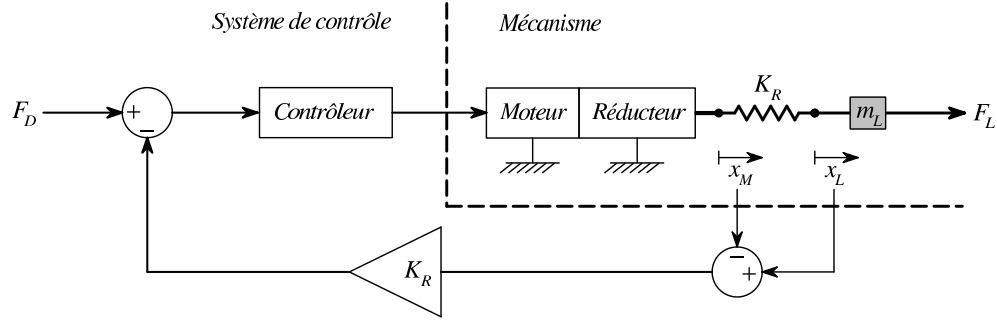 Système de contrôle
Mécanisme
F_D
+
−
Contrôleur
Moteur
Réducteur
K_R
m_L
F_L
x_M
x_L
K_R
−
+